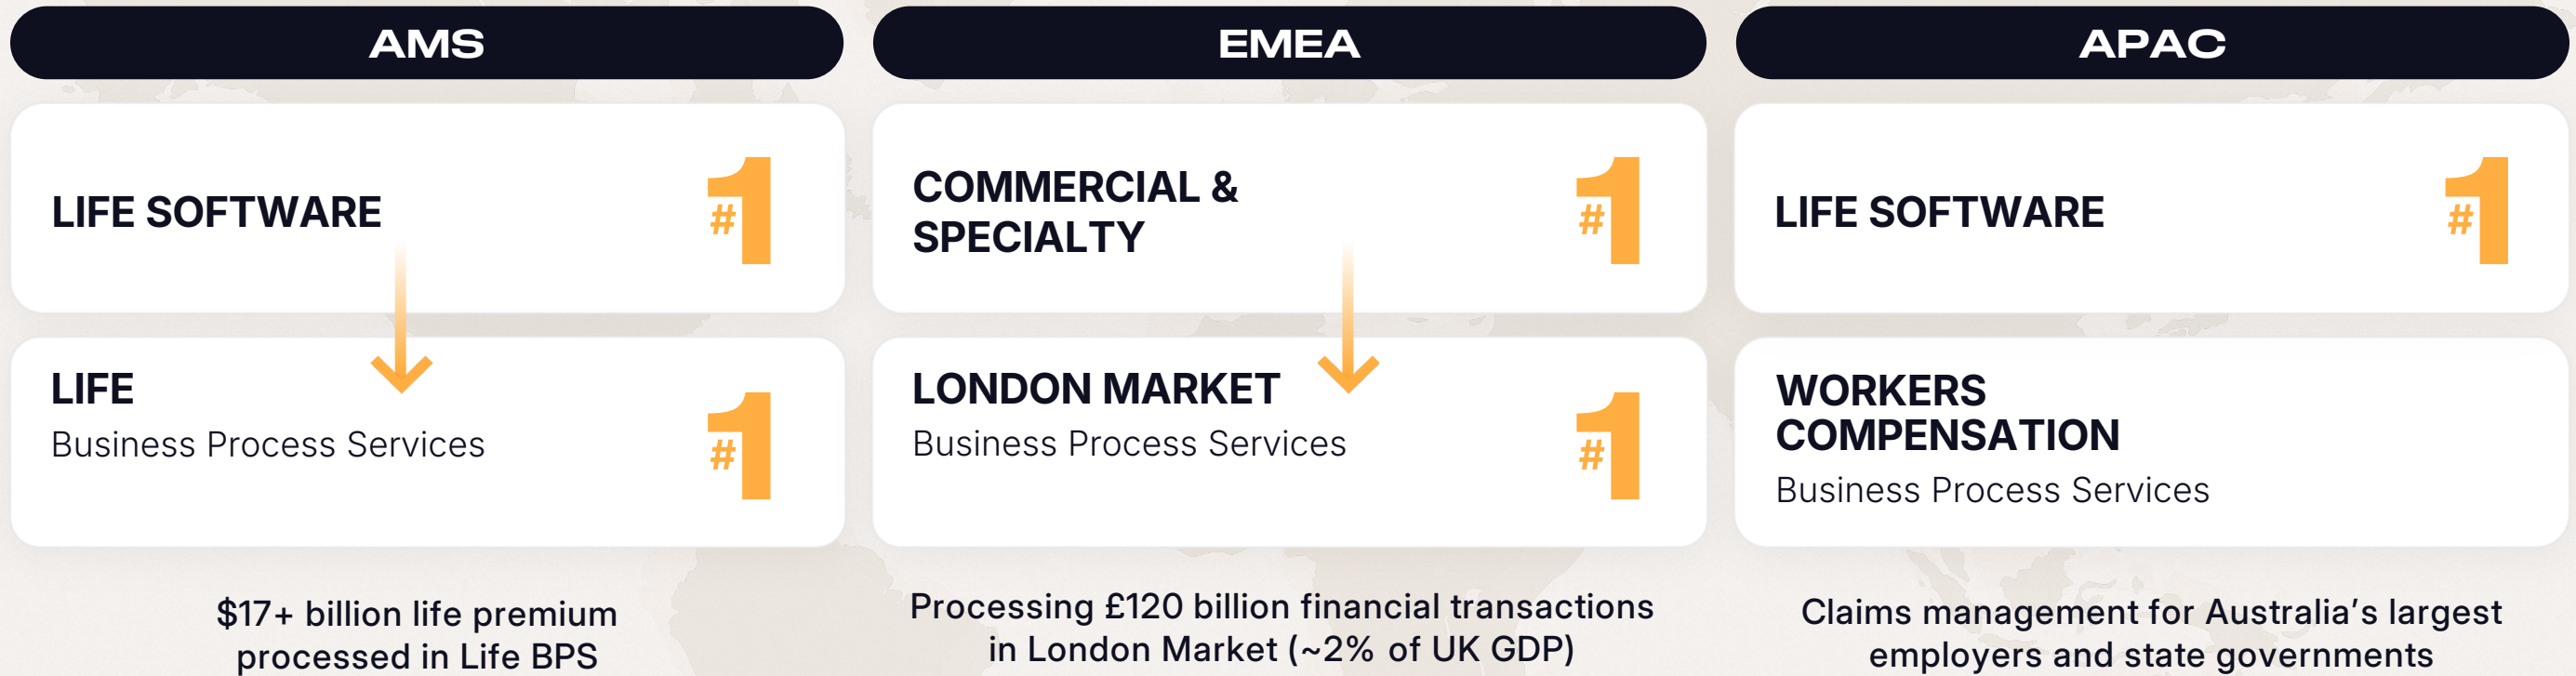 AMS
LIFE SOFTWARE
#1
LIFE
Business Process Services
#1
$17+ billion life premium
processed in Life BPS
EMEA
COMMERCIAL &
SPECIALTY
#1
LONDON MARKET
Business Process Services
#1
Processing £120 billion financial transactions
in London Market (~2% of UK GDP)
APAC
LIFE SOFTWARE
#1
WORKERS
COMPENSATION
Business Process Services
Claims management for Australia’s largest
employers and state governments